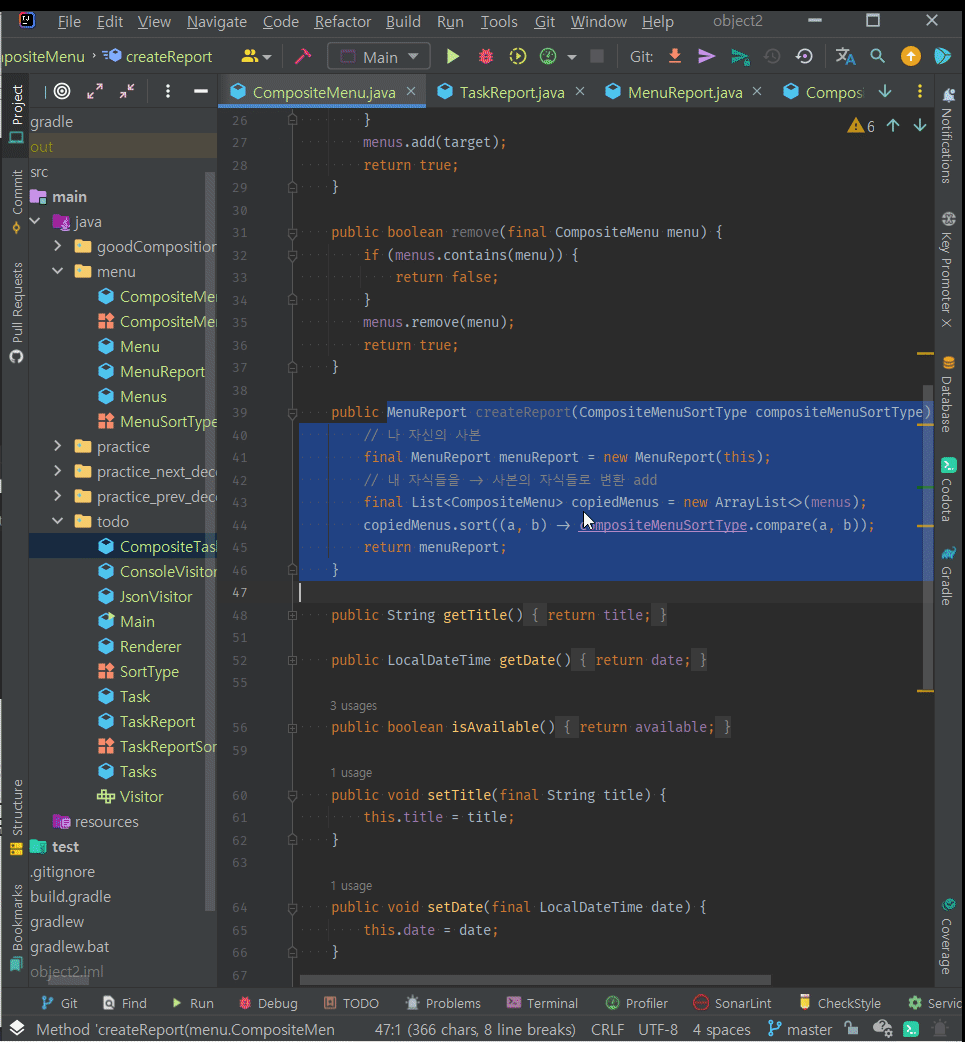 File Edit View Navigate Code Refactor Build Run Tools Git Window Help object2
npositeMenu createReport Main Git:
CompositeMenu.java TaskReport.java MenuReport.java Compos
Project
Commit
Pull Requests
Structure
Bookmarks
gradle
out
src
main
java
goodComposition
menu
CompositeMe
CompositeMe
Menu
MenuReport
Menus
MenuSortType
practice
practice_next_dec
practice_prev_dec
todo
CompositeTas
ConsoleVisitor
JsonVisitor
Main
Renderer
SortType
Task
TaskReport
TaskReportSor
Tasks
Visitor
resources
test
.gitignore
build.gradle
gradlew
gradlew.bat
object2.iml
6
26 }
27 menus.add(target);
28 return true;
29 }
30
31 public boolean remove(final CompositeMenu menu) {
32 if (menus.contains(menu)) {
33 return false;
34 }
35 menus.remove(menu);
36 return true;
37 }
38
39 public MenuReport createReport(CompositeMenuSortType compositeMenuSortType)
40 // 나 자신의 사본
41 final MenuReport menuReport = new MenuReport(this);
42 // 내 자식들을 -> 사본의 자식들로 변환 add
43 final List<CompositeMenu> copiedMenus = new ArrayList<>(menus);
44 copiedMenus.sort((a, b) -> compositeMenuSortType.compare(a, b));
45 return menuReport;
46 }
47
48 public String getTitle() { return title; }
51
52 public LocalDateTime getDate() { return date; }
55
3 usages
56 public boolean isAvailable() { return available; }
59
1 usage
60 public void setTitle(final String title) {
61 this.title = title;
62 }
63
1 usage
64 public void setDate(final LocalDateTime date) {
65 this.date = date;
66 }
67
Notifications
Key Promoter X
Database
Codota
Gradle
Coverage
Git Find Run Debug TODO Problems Terminal Profiler SonarLint CheckStyle Servic
Method 'createReport(menu.CompositeMen 47:1 (366 chars, 8 line breaks) CRLF UTF-8 4 spaces master